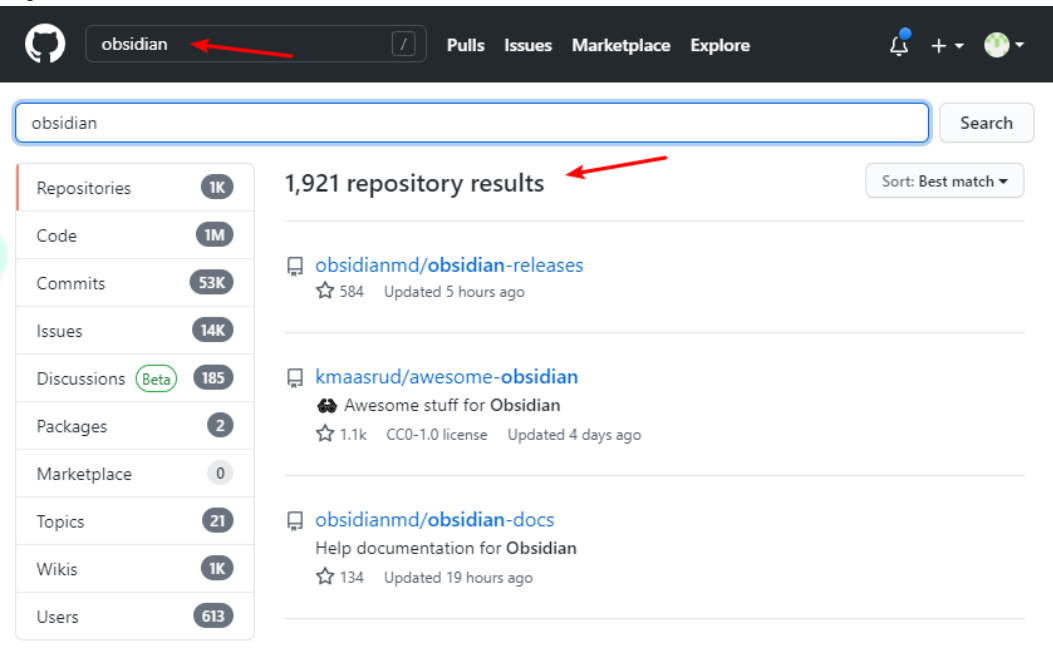 obsidian / Pulls Issues Marketplace Explore
obsidian Search
Repositories 1K
Code 1M
Commits 53K
Issues 14K
Discussions Beta 185
Packages 2
Marketplace 0
Topics 21
Wikis 1K
Users 613
1,921 repository results Sort: Best match
obsidianmd/obsidian-releases
584 Updated 5 hours ago
kmaasrud/awesome-obsidian
Awesome stuff for Obsidian
1.1k CC0-1.0 license Updated 4 days ago
obsidianmd/obsidian-docs
Help documentation for Obsidian
134 Updated 19 hours ago